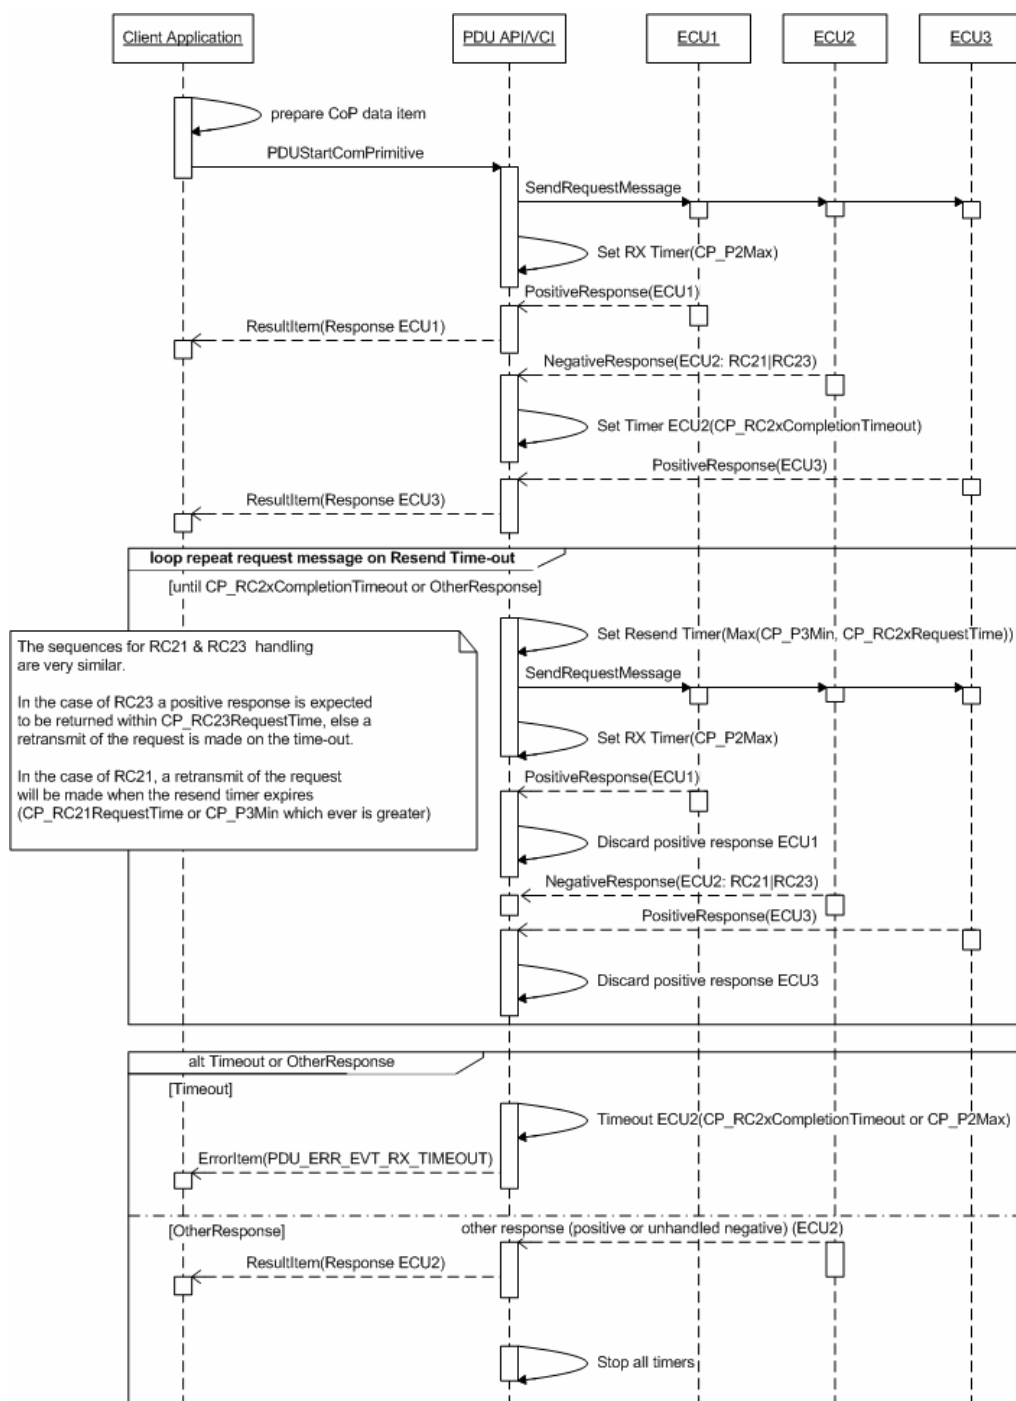 Client Application
PDU API/VCI
ECU1
ECU2
ECU3
prepare CoP data item
PDUStartComPrimitive
SendRequestMessage
Set RX Timer(CP_P2Max)
PositiveResponse(ECU1)
ResultItem(Response ECU1)
NegativeResponse(ECU2: RC21|RC23)
Set Timer ECU2(CP_RC2xCompletionTimeout)
PositiveResponse(ECU3)
ResultItem(Response ECU3)
loop repeat request message on Resend Time-out
[until CP_RC2xCompletionTimeout or OtherResponse]
Set Resend Timer(Max(CP_P3Min, CP_RC2xRequestTime))
The sequences for RC21 & RC23 handling
are very similar.
In the case of RC23 a positive response is expected
to be returned within CP_RC23RequestTime, else a
retransmit of the request is made on the time-out.
In the case of RC21, a retransmit of the request
will be made when the resend timer expires
(CP_RC21RequestTime or CP_P3Min which ever is greater)
SendRequestMessage
Set RX Timer(CP_P2Max)
PositiveResponse(ECU1)
Discard positive response ECU1
NegativeResponse(ECU2: RC21|RC23)
PositiveResponse(ECU3)
Discard positive response ECU3
alt Timeout or OtherResponse
[Timeout]
Timeout ECU2(CP_RC2xCompletionTimeout or CP_P2Max)
ErrorItem(PDU_ERR_EVT_RX_TIMEOUT)
[OtherResponse]
other response (positive or unhandled negative) (ECU2)
ResultItem(Response ECU2)
Stop all timers